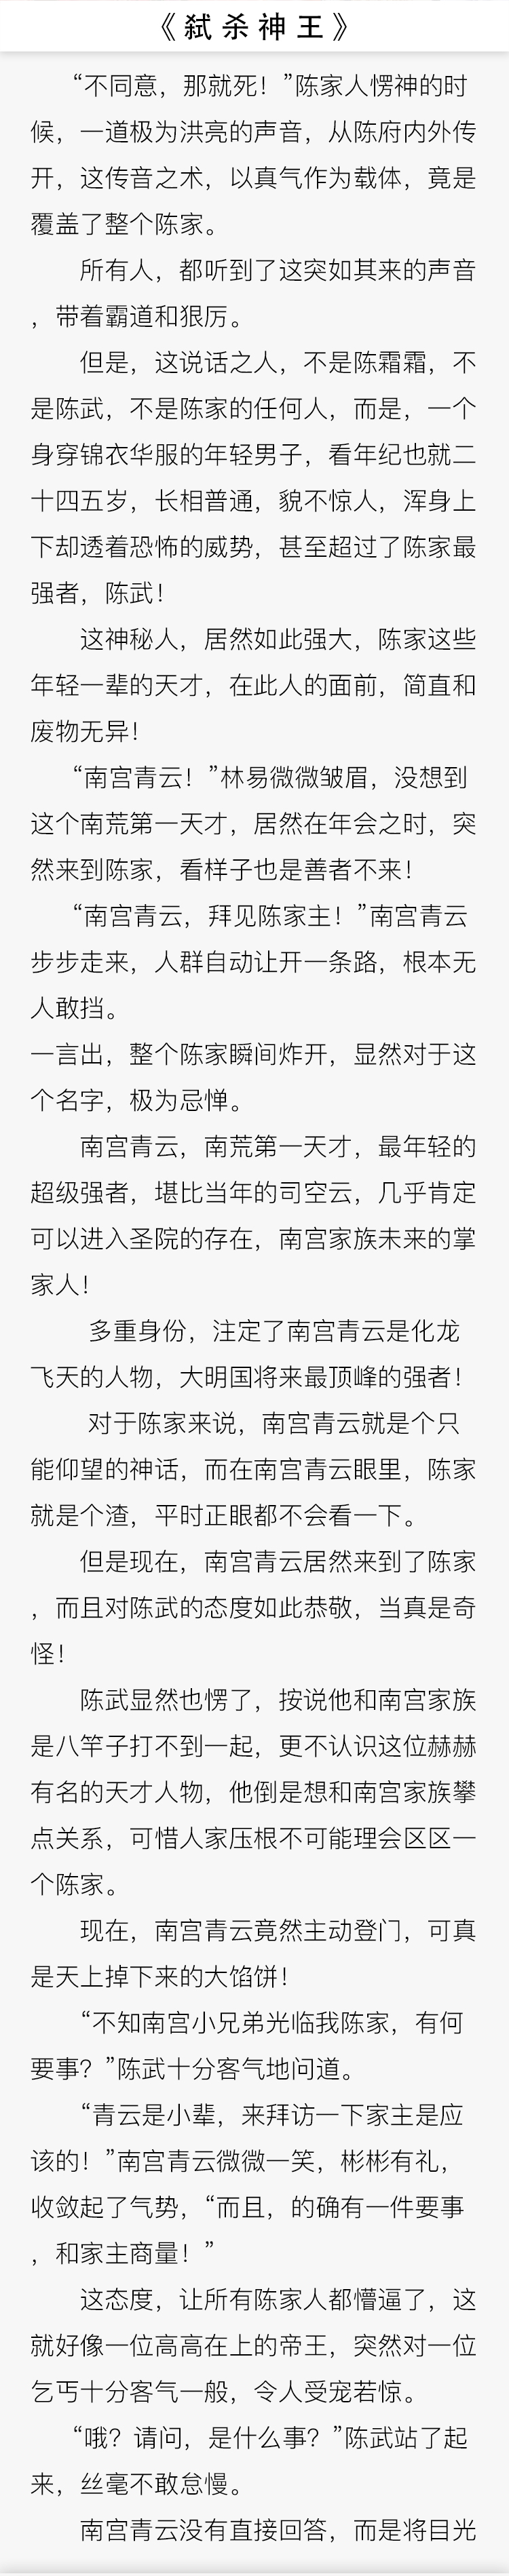 《弑杀神王》
“不同意，那就死！”陈家人愣神的时
候，一道极为洪亮的声音，从陈府内外传
开，这传音之术，以真气作为载体，竟是
覆盖了整个陈家。
所有人，都听到了这突如其来的声音
，带着霸道和狠厉。
但是，这说话之人，不是陈霜霜，不
是陈武，不是陈家的任何人，而是，一个
身穿锦衣华服的年轻男子，看年纪也就二
十四五岁，长相普通，貌不惊人，浑身上
下却透着恐怖的威势，甚至超过了陈家最
强者，陈武！
这神秘人，居然如此强大，陈家这些
年轻一辈的天才，在此人的面前，简直和
废物无异！
“南宫青云！”林易微微皱眉，没想到
这个南荒第一天才，居然在年会之时，突
然来到陈家，看样子也是善者不来！
“南宫青云，拜见陈家主！”南宫青云
步步走来，人群自动让开一条路，根本无
人敢挡。
一言出，整个陈家瞬间炸开，显然对于这
个名字，极为忌惮。
南宫青云，南荒第一天才，最年轻的
超级强者，堪比当年的司空云，几乎肯定
可以进入圣院的存在，南宫家族未来的掌
家人！
多重身份，注定了南宫青云是化龙
飞天的人物，大明国将来最顶峰的强者！
对于陈家来说，南宫青云就是个只
能仰望的神话，而在南宫青云眼里，陈家
就是个渣，平时正眼都不会看一下。
但是现在，南宫青云居然来到了陈家
，而且对陈武的态度如此恭敬，当真是奇
怪！
陈武显然也愣了，按说他和南宫家族
是八竿子打不到一起，更不认识这位赫赫
有名的天才人物，他倒是想和南宫家族攀
点关系，可惜人家压根不可能理会区区一
个陈家。
现在，南宫青云竟然主动登门，可真
是天上掉下来的大馅饼！
“不知南宫小兄弟光临我陈家，有何
要事？”陈武十分客气地问道。
“青云是小辈，来拜访一下家主是应
该的！”南宫青云微微一笑，彬彬有礼，
收敛起了气势，“而且，的确有一件要事
，和家主商量！”
这态度，让所有陈家人都懵逼了，这
就好像一位高高在上的帝王，突然对一位
乞丐十分客气一般，令人受宠若惊。
“哦？请问，是什么事？”陈武站了起
来，丝毫不敢怠慢。
南宫青云没有直接回答，而是将目光